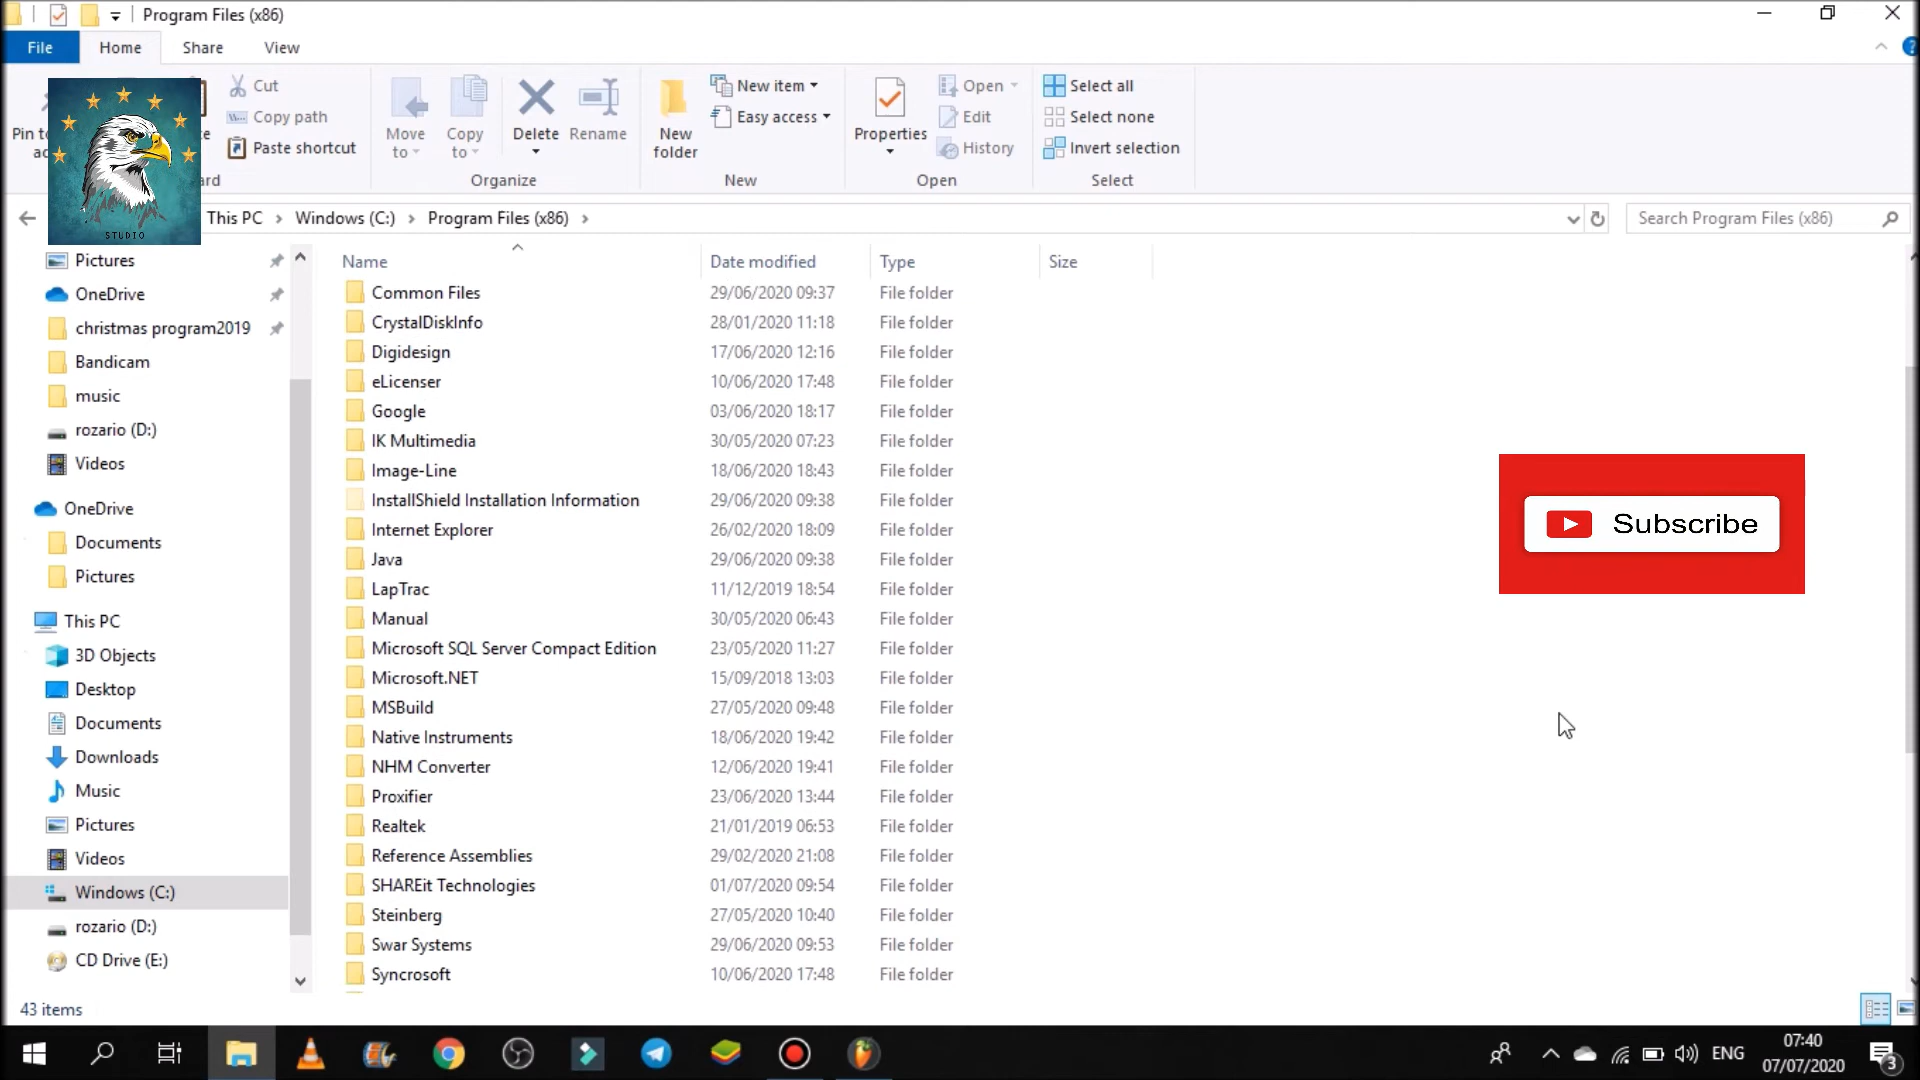 Program Files (x86)
File Home Share View
Cut
Copy path
Paste shortcut
Pin to
Move to
Copy to
Delete
Rename
Organize
New folder
New item
Easy access
New
Properties
Open
Edit
History
Open
Select all
Select none
Invert selection
Select
STUDIO
This PC > Windows (C:) > Program Files (x86) >
Search Program Files (x86)
Pictures
OneDrive
christmas program2019
Bandicam
music
rozario (D:)
Videos
OneDrive
Documents
Pictures
This PC
3D Objects
Desktop
Documents
Downloads
Music
Pictures
Videos
Windows (C:)
rozario (D:)
CD Drive (E:)
Name Date modified Type Size
Common Files 29/06/2020 09:37 File folder
CrystalDiskInfo 28/01/2020 11:18 File folder
Digidesign 17/06/2020 12:16 File folder
eLicenser 10/06/2020 17:48 File folder
Google 03/06/2020 18:17 File folder
IK Multimedia 30/05/2020 07:23 File folder
Image-Line 18/06/2020 18:43 File folder
InstallShield Installation Information 29/06/2020 09:38 File folder
Internet Explorer 26/02/2020 18:09 File folder
Java 29/06/2020 09:38 File folder
LapTrac 11/12/2019 18:54 File folder
Manual 30/05/2020 06:43 File folder
Microsoft SQL Server Compact Edition 23/05/2020 11:27 File folder
Microsoft.NET 15/09/2018 13:03 File folder
MSBuild 27/05/2020 09:48 File folder
Native Instruments 18/06/2020 19:42 File folder
NHM Converter 12/06/2020 19:41 File folder
Proxifier 23/06/2020 13:44 File folder
Realtek 21/01/2019 06:53 File folder
Reference Assemblies 29/02/2020 21:08 File folder
SHAREit Technologies 01/07/2020 09:54 File folder
Steinberg 27/05/2020 10:40 File folder
Swar Systems 29/06/2020 09:53 File folder
Syncrosoft 10/06/2020 17:48 File folder
Subscribe
43 items
ENG
07:40
07/07/2020
3